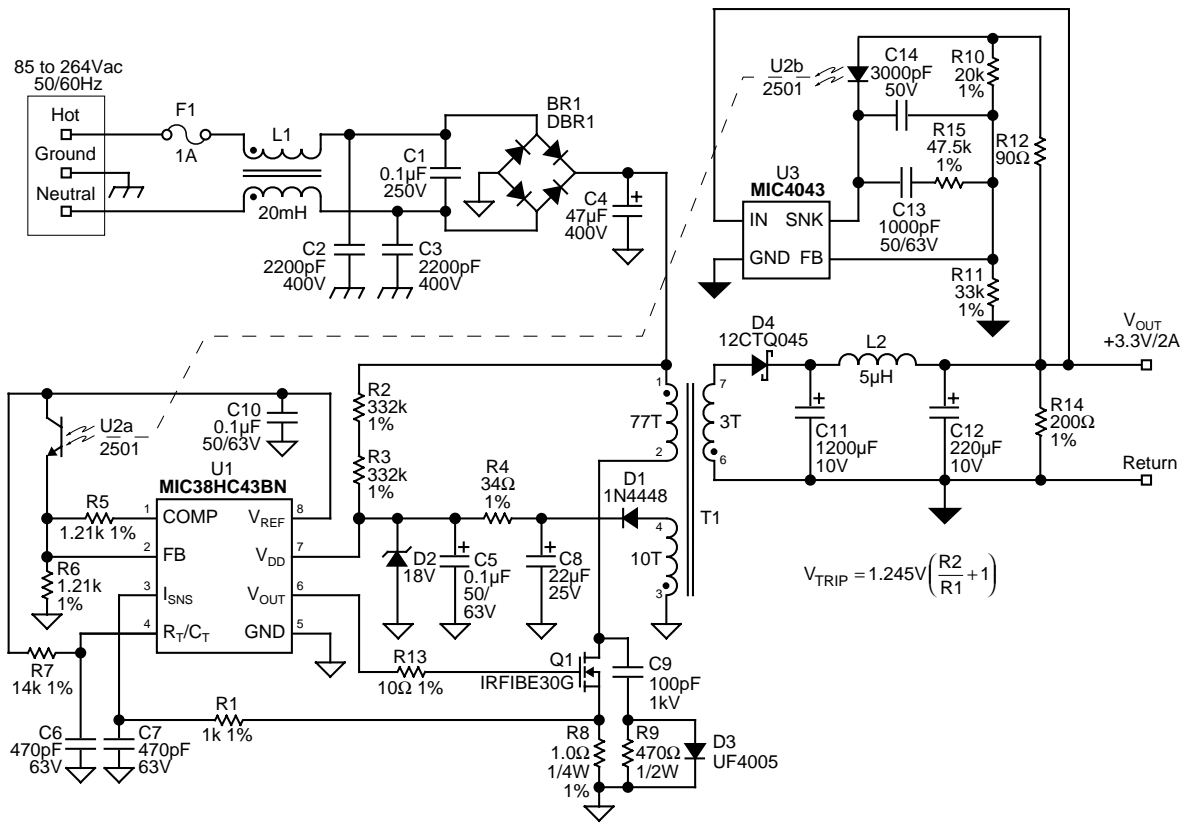 85 to 264Vac
50/60Hz
Hot
Ground
Neutral
F1
1A
L1
20mH
C1
0.1µF
250V
C2
2200pF
400V
C3
2200pF
400V
BR1
DBR1
C4
47µF
400V
U2b
2501
C14
3000pF
50V
R10
20k
1%
R15
47.5k
1%
R12
90Ω
C13
1000pF
50/63V
U3
MIC4043
IN
SNK
GND
FB
R11
33k
1%
D4
12CTQ045
L2
5µH
VOUT
+3.3V/2A
C11
1200µF
10V
C12
220µF
10V
R14
200Ω
1%
Return
1
77T
2
7
3T
6
4
10T
3
T1
R2
332k
1%
R3
332k
1%
R4
34Ω
1%
D1
1N4448
D2
18V
C5
0.1µF
50/
63V
C8
22µF
25V
C10
0.1µF
50/63V
U2a
2501
U1
MIC38HC43BN
R5
1.21k 1%
R6
1.21k
1%
1
COMP
VREF
8
2
FB
VDD
7
3
ISNS
VOUT
6
4
RT/CT
GND
5
R7
14k 1%
C6
470pF
63V
C7
470pF
63V
R1
1k 1%
R13
10Ω 1%
Q1
IRFIBE30G
C9
100pF
1kV
R8
1.0Ω
1/4W
1%
R9
470Ω
1/2W
D3
UF4005
VTRIP = 1.245V(R2/R1 + 1)